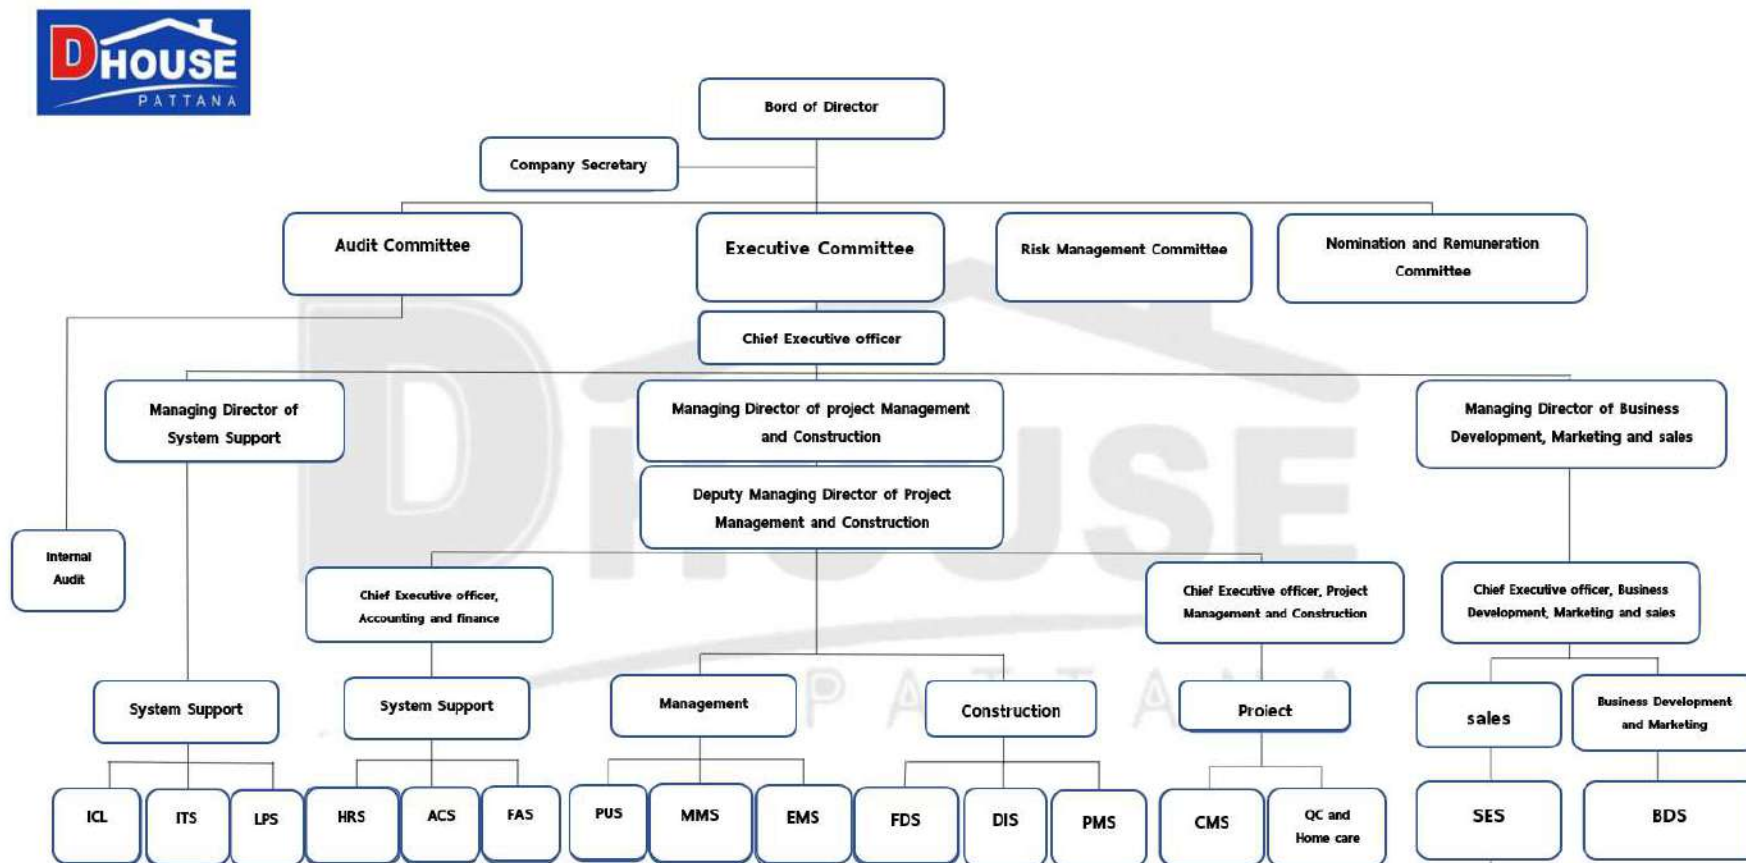 DHOUSE
PATTANA
Bord of Director
Company Secretary
Audit Committee
Executive Committee
Risk Management Committee
Nomination and Remuneration
Committee
Chief Executive officer
Managing Director of
System Support
Managing Director of project Management
and Construction
Managing Director of Business
Development, Marketing and sales
Deputy Managing Director of Project
Management and Construction
Internal
Audit
Chief Executive officer,
Accounting and finance
Chief Executive officer, Project
Management and Construction
Chief Executive officer, Business
Development, Marketing and sales
System Support
System Support
Management
Construction
Project
sales
Business Development
and Marketing
ICL
ITS
LPS
HRS
ACS
FAS
PUS
MMS
EMS
FDS
DIS
PMS
CMS
QC and
Home care
SES
BDS
DHOUSE
PATTANA